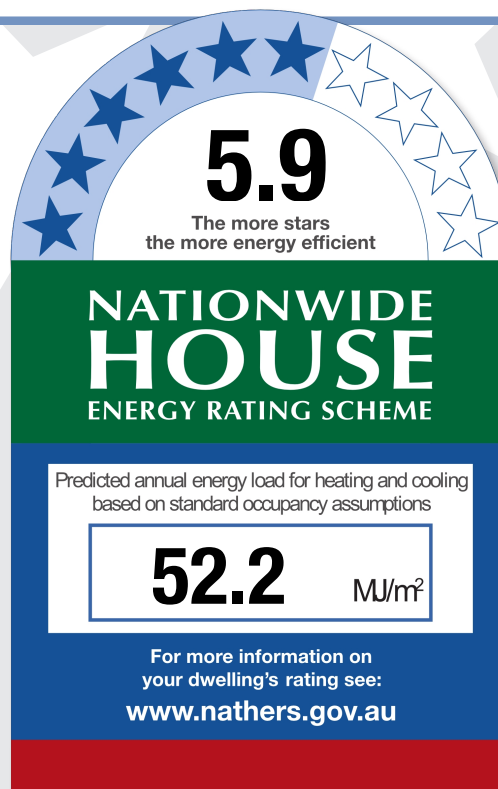 5.9
The more stars
the more energy efficient
NATIONWIDE
HOUSE
ENERGY RATING SCHEME
Predicted annual energy load for heating and cooling
based on standard occupancy assumptions
52.2 MJ/m²
For more information on
your dwelling's rating see:
www.nathers.gov.au